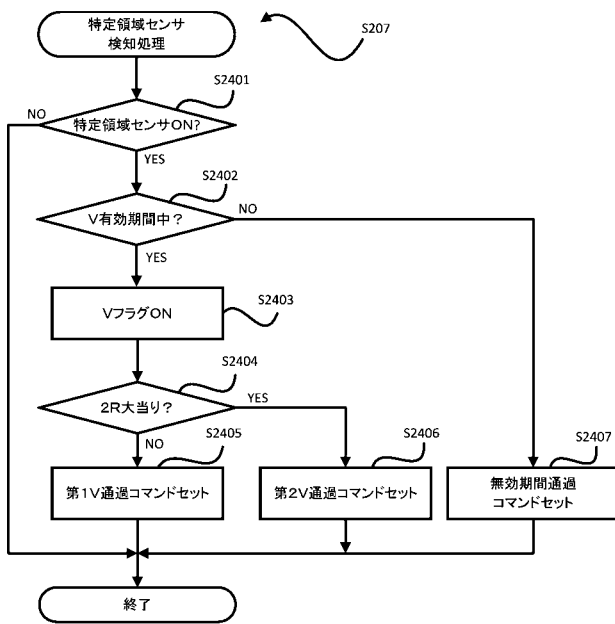 特定領域センサ
検知処理
S207
S2401
NO
特定領域センサON?
YES
S2402
V有効期間中?
NO
YES
S2403
VフラグON
S2404
2R大当り?
YES
NO
S2405
S2406
S2407
第1V通過コマンドセット
第2V通過コマンドセット
無効期間通過
コマンドセット
終了